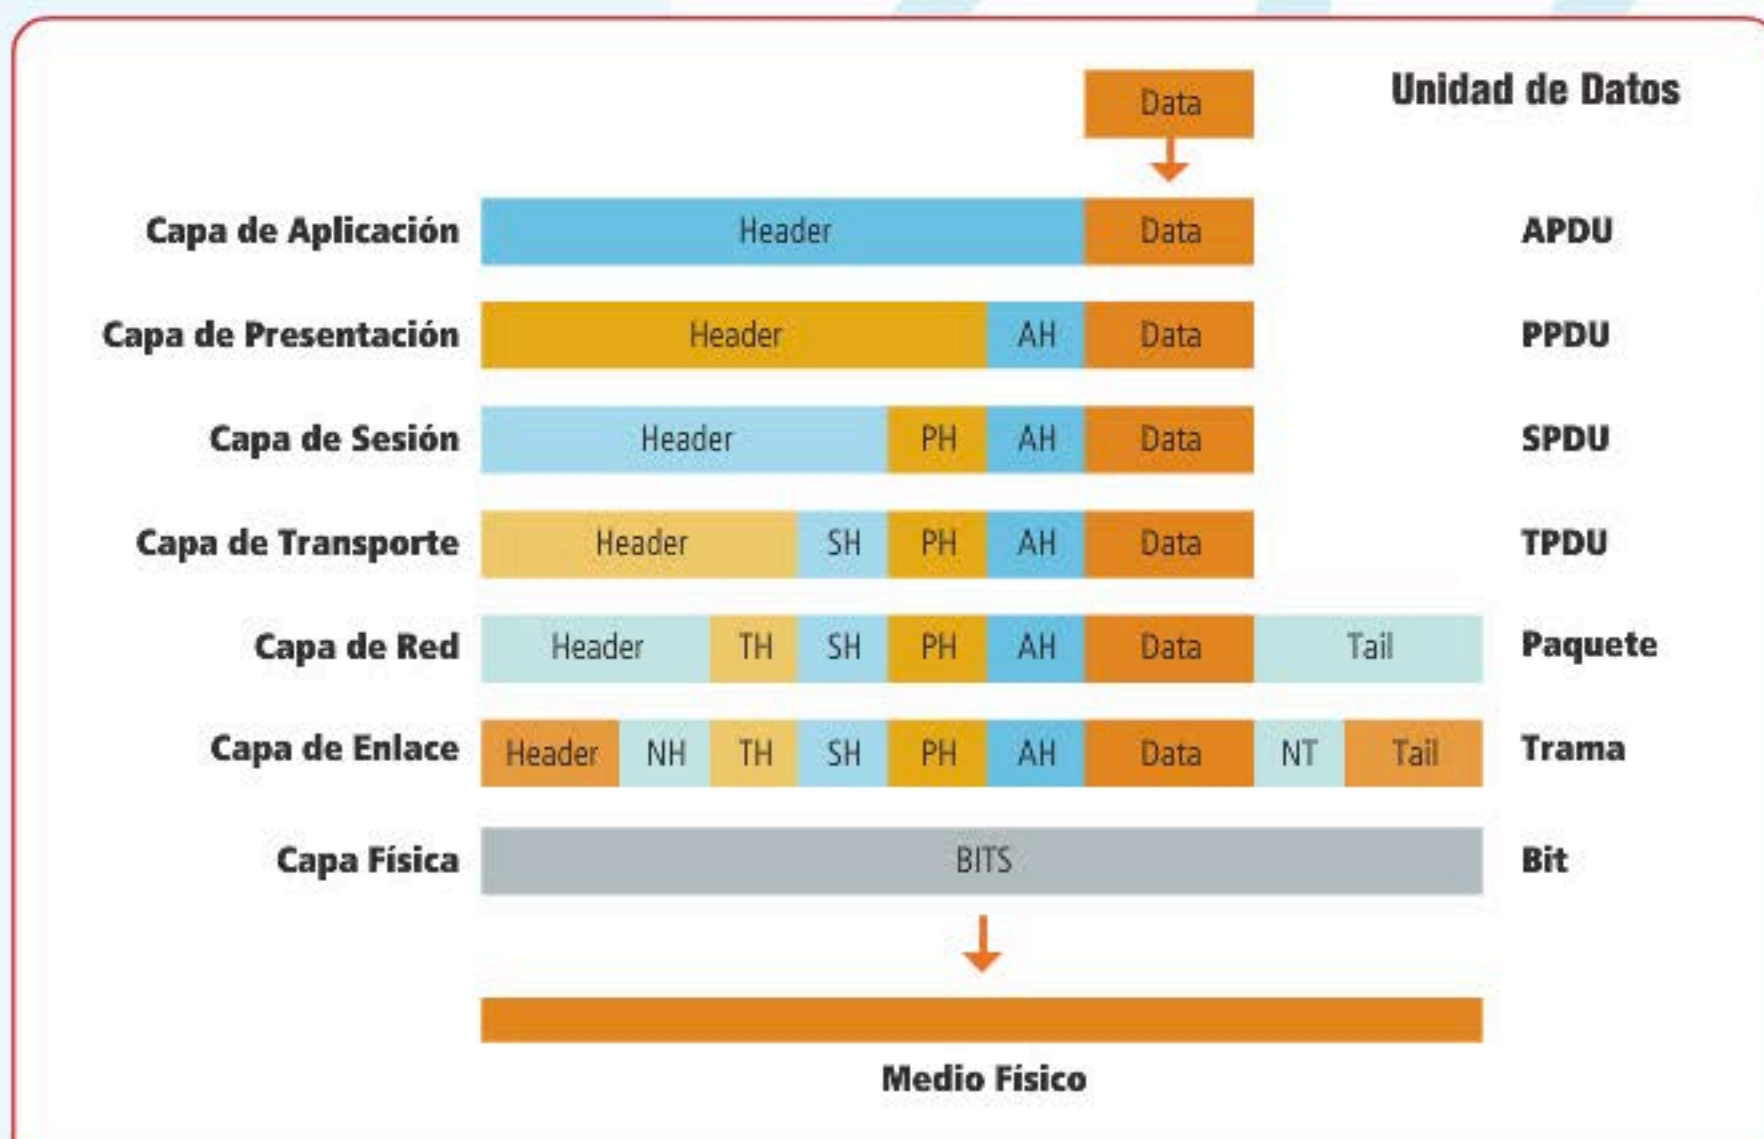 Data
Unidad de Datos
Capa de Aplicación Header Data APDU
Capa de Presentación Header AH Data PPDU
Capa de Sesión Header PH AH Data SPDU
Capa de Transporte Header SH PH AH Data TPDU
Capa de Red Header TH SH PH AH Data Tail Paquete
Capa de Enlace Header NH TH SH PH AH Data NT Tail Trama
Capa Física BITS Bit
Medio Físico